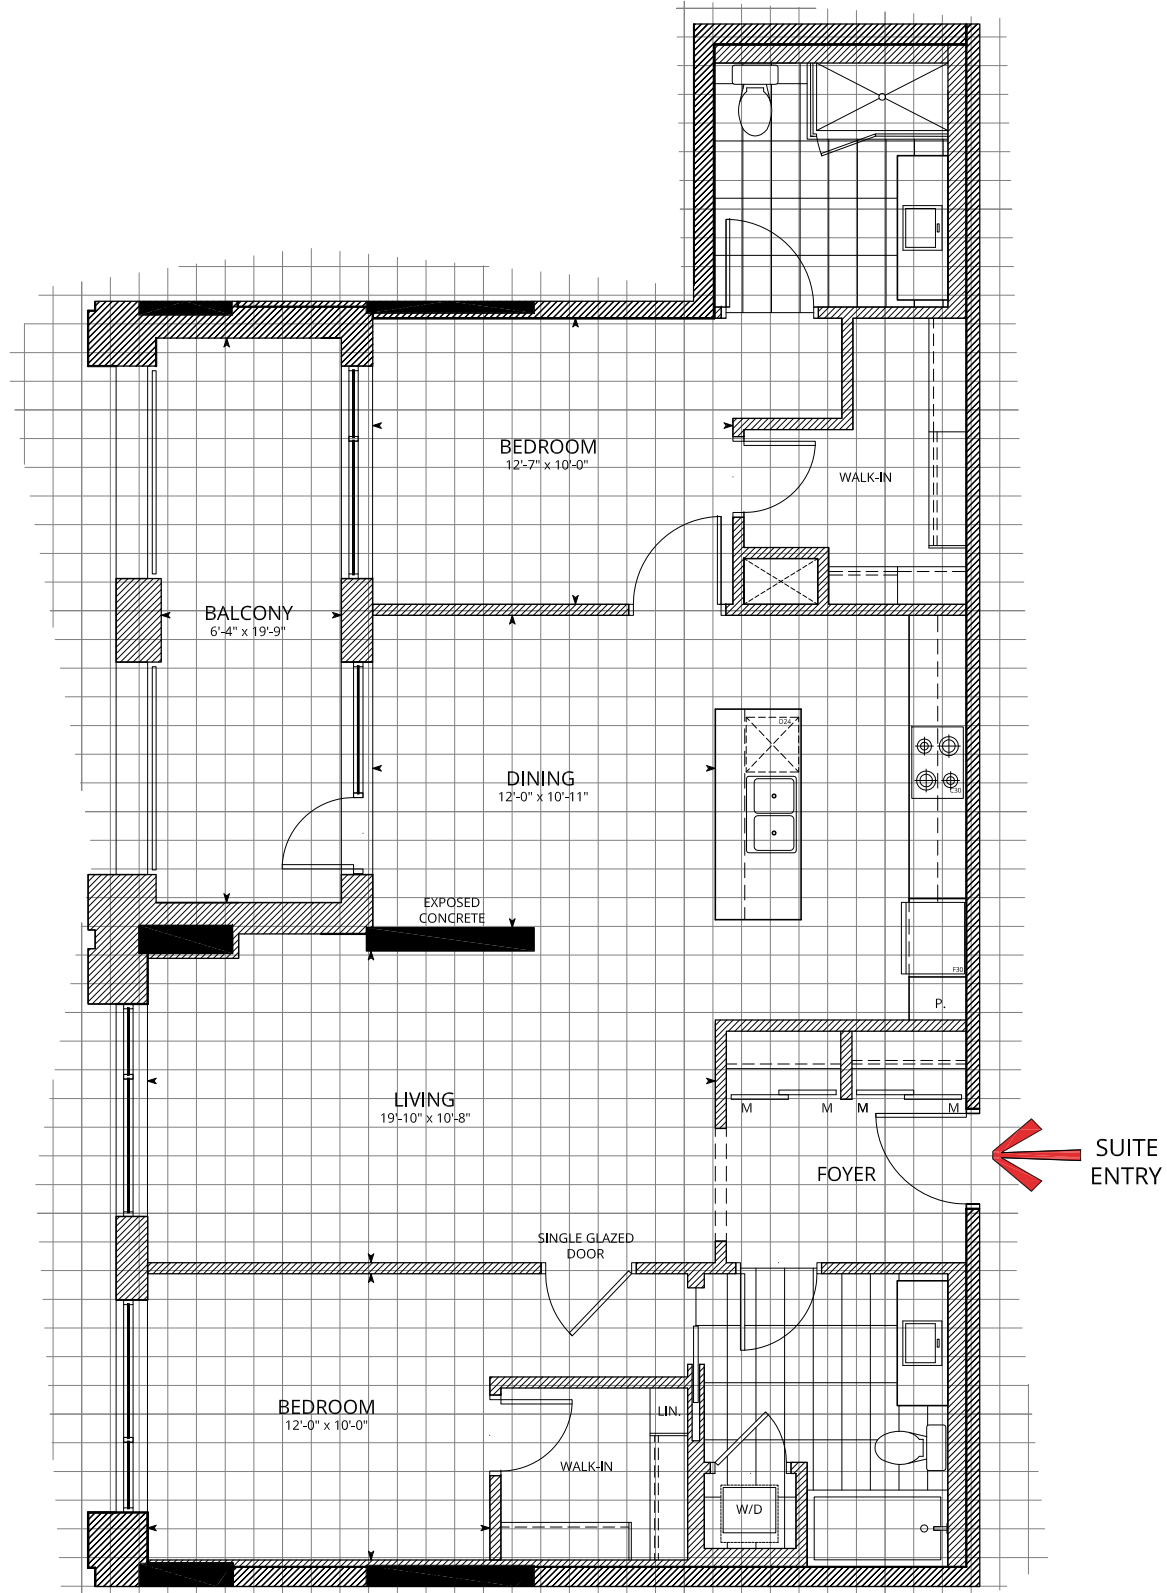 BEDROOM
12'-7" x 10'-0"
WALK-IN
BALCONY
6'-4" x 19'-9"
D24
DINING
12'-0" x 10'-11"
C30
EXPOSED
CONCRETE
F30
P.
LIVING
19'-10" x 10'-8"
M
M
M
M
SUITE
ENTRY
FOYER
SINGLE GLAZED
DOOR
BEDROOM
12'-0" x 10'-0"
LIN.
WALK-IN
W/D